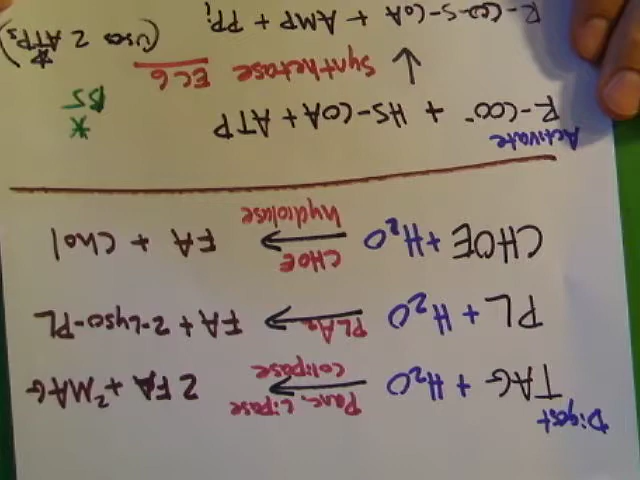 Digest
Panc. Lipase
TAG + H₂O → 2 FA + ²MAG
Colipase
PLA₂
PL + H₂O → FA + 2-Lyso-PL
CHOE
CHOE + H₂O → FA + Chol
hydrolase
Activate
R-COO⁻ + HS-COA + ATP
* BS
↓ Synthetase EC6
R-CO-S-COA + AMP + PPi (Uses 2 ATPs)